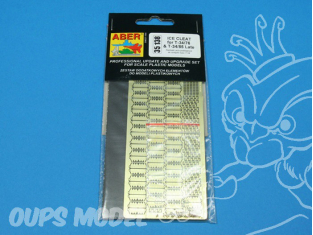 ABER
35 138
ICE CLEAT
for T-34/76
& T-34/85 Late
PROFESSIONAL UPDATE AND UPGRADE SET
FOR SCALE PLASTIC MODELS
ZESTAW DODATKOWYCH ELEMENTÓW
DO MODELI PLASTIKOWYCH
OUPS MODEL